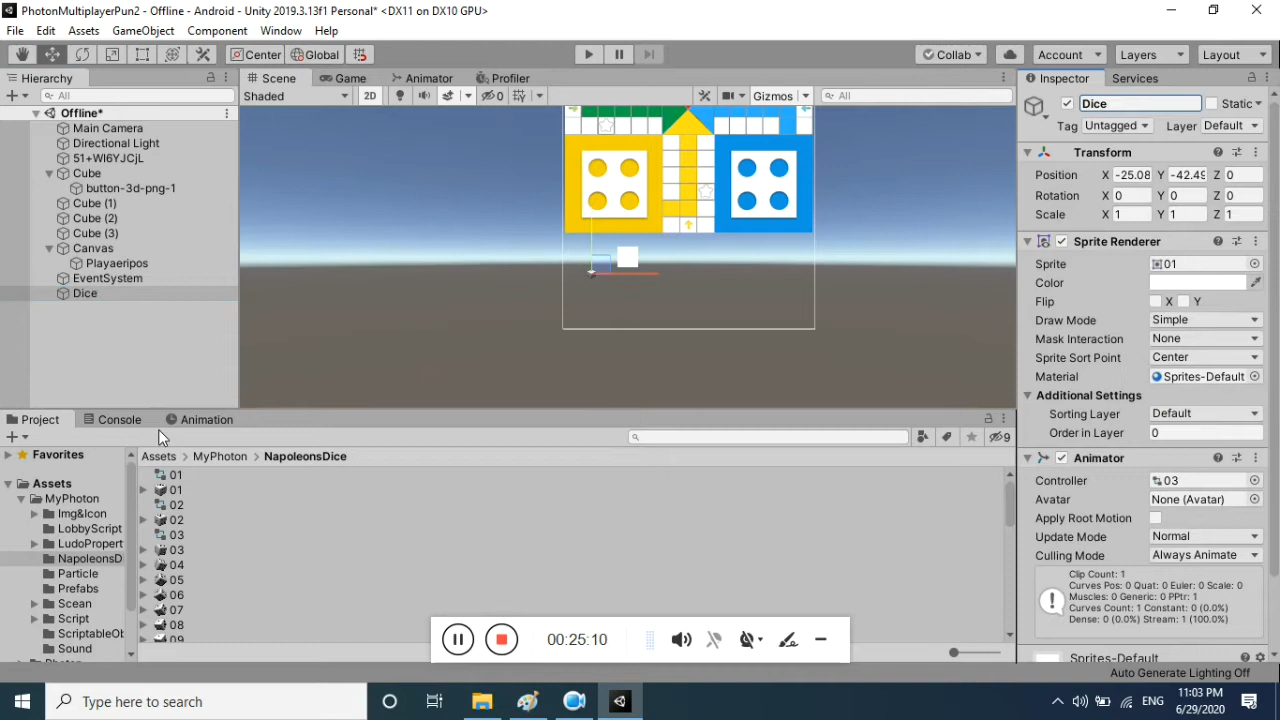 PhotonMultiplayerPun2 - Offline - Android - Unity 2019.3.13f1 Personal* <DX11 on DX10 GPU>
File Edit Assets GameObject Component Window Help
Center Global Collab Account Layers Layout
Hierarchy Scene Game Animator Profiler Inspector Services
All Shaded 2D 0 Gizmos All Dice Static
Offline*
Main Camera
Directional Light
51+WI6YJCjL
Cube
button-3d-png-1
Cube (1)
Cube (2)
Cube (3)
Canvas
Playaeripos
EventSystem
Dice
Tag Untagged Layer Default
Transform
Position X -25.08 Y -42.49 Z 0
Rotation X 0 Y 0 Z 0
Scale X 1 Y 1 Z 1
Sprite Renderer
Sprite 01
Color
Flip X Y
Draw Mode Simple
Mask Interaction None
Sprite Sort Point Center
Material Sprites-Default
Additional Settings
Sorting Layer Default
Order in Layer 0
Animator
Controller 03
Avatar None (Avatar)
Apply Root Motion
Update Mode Normal
Culling Mode Always Animate
Clip Count: 1
Curves Pos: 0 Quat: 0 Euler: 0 Scale: 0
Muscles: 0 Generic: 0 PPtr: 1
Curves Count: 1 Constant: 0 (0.0%)
Dense: 0 (0.0%) Stream: 1 (100.0%)
Sprites-Default
Project Console Animation
9
Favorites
Assets
MyPhoton
Img&Icon
LobbyScript
LudoPropert
NapoleonsD
Particle
Prefabs
Scean
Script
ScriptableOb
Sound
Assets MyPhoton NapoleonsDice
01
01
02
02
03
03
04
05
06
07
08
09
00:25:10
Auto Generate Lighting Off
Type here to search
ENG
11:03 PM
6/29/2020